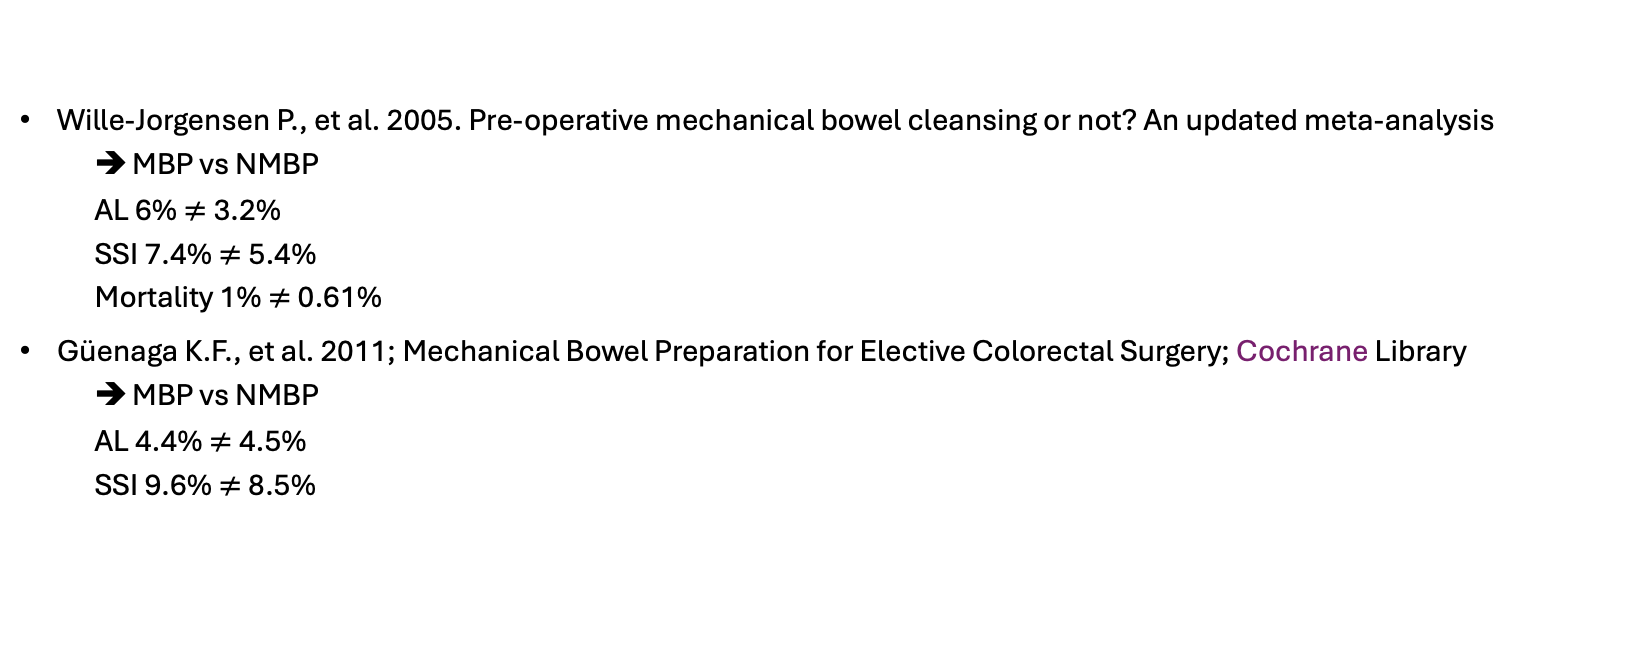 • Wille-Jorgensen P., et al. 2005. Pre-operative mechanical bowel cleansing or not? An updated meta-analysis
➔ MBP vs NMBP
AL 6% ≠ 3.2%
SSI 7.4% ≠ 5.4%
Mortality 1% ≠ 0.61%
• Güenaga K.F., et al. 2011; Mechanical Bowel Preparation for Elective Colorectal Surgery; Cochrane Library
➔ MBP vs NMBP
AL 4.4% ≠ 4.5%
SSI 9.6% ≠ 8.5%